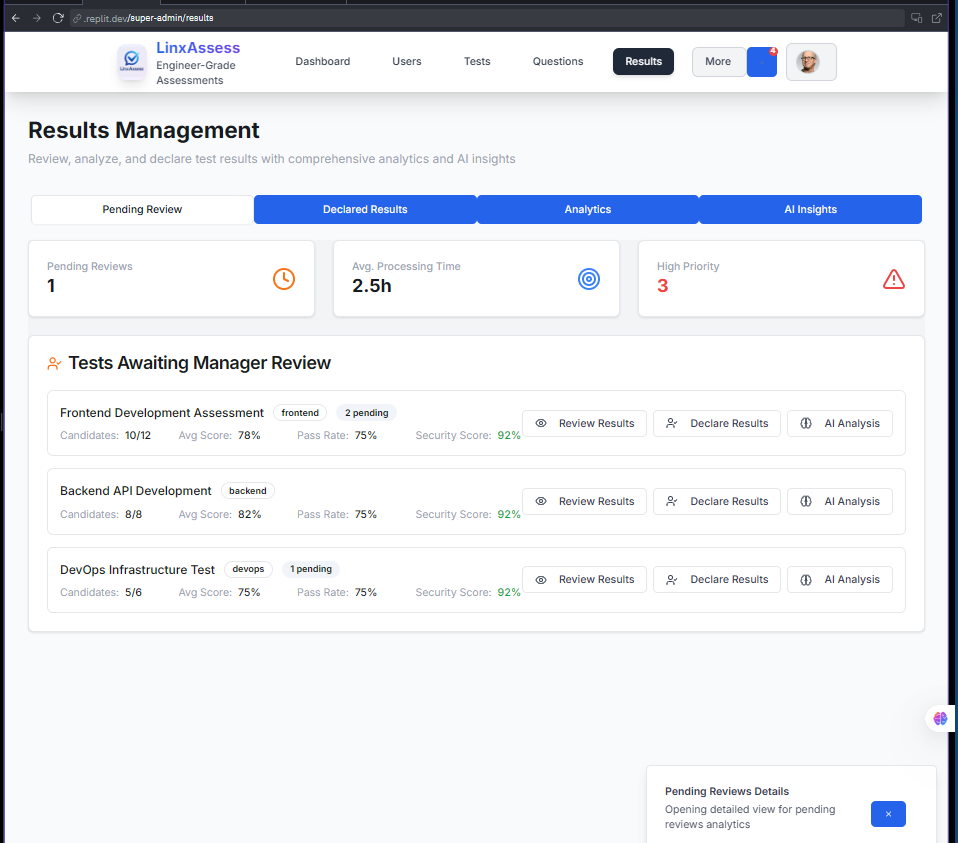 .replit.dev/super-admin/results
LinxAssess
Engineer-Grade
Assessments
LinxAssess
Dashboard Users Tests Questions Results More 4
Results Management
Review, analyze, and declare test results with comprehensive analytics and AI insights
Pending Review Declared Results Analytics AI Insights
Pending Reviews
1
Avg. Processing Time
2.5h
High Priority
3
Tests Awaiting Manager Review
Frontend Development Assessment frontend 2 pending
Candidates: 10/12 Avg Score: 78% Pass Rate: 75% Security Score: 92%
Review Results Declare Results AI Analysis
Backend API Development backend
Candidates: 8/8 Avg Score: 82% Pass Rate: 75% Security Score: 92%
Review Results Declare Results AI Analysis
DevOps Infrastructure Test devops 1 pending
Candidates: 5/6 Avg Score: 75% Pass Rate: 75% Security Score: 92%
Review Results Declare Results AI Analysis
Pending Reviews Details
Opening detailed view for pending
reviews analytics
×